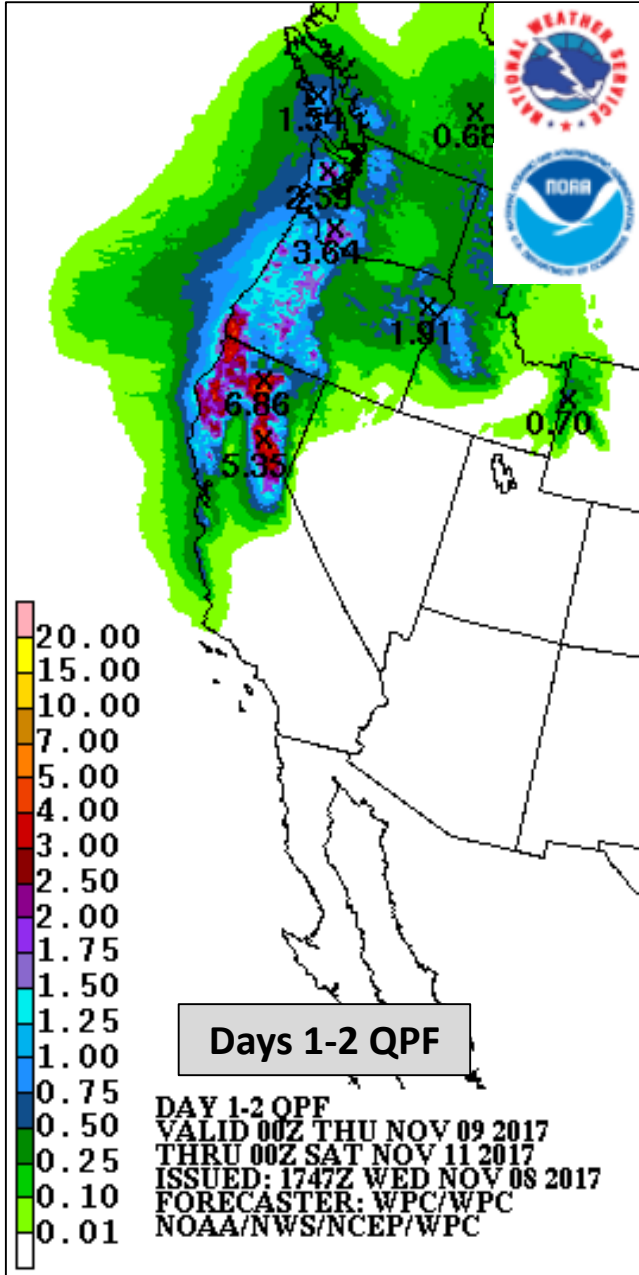 NATIONAL WEATHER SERVICE
NOAA
1.54
0.68
2.59
3.64
1.91
6.86
0.70
5.35
20.00
15.00
10.00
7.00
5.00
4.00
3.00
2.50
2.00
1.75
1.50
1.25
1.00
0.75
0.50
0.25
0.10
0.01
Days 1-2 QPF
DAY 1-2 QPF
VALID 00Z THU NOV 09 2017
THRU 00Z SAT NOV 11 2017
ISSUED: 1747Z WED NOV 08 2017
FORECASTER: WPC/WPC
NOAA/NWS/NCEP/WPC